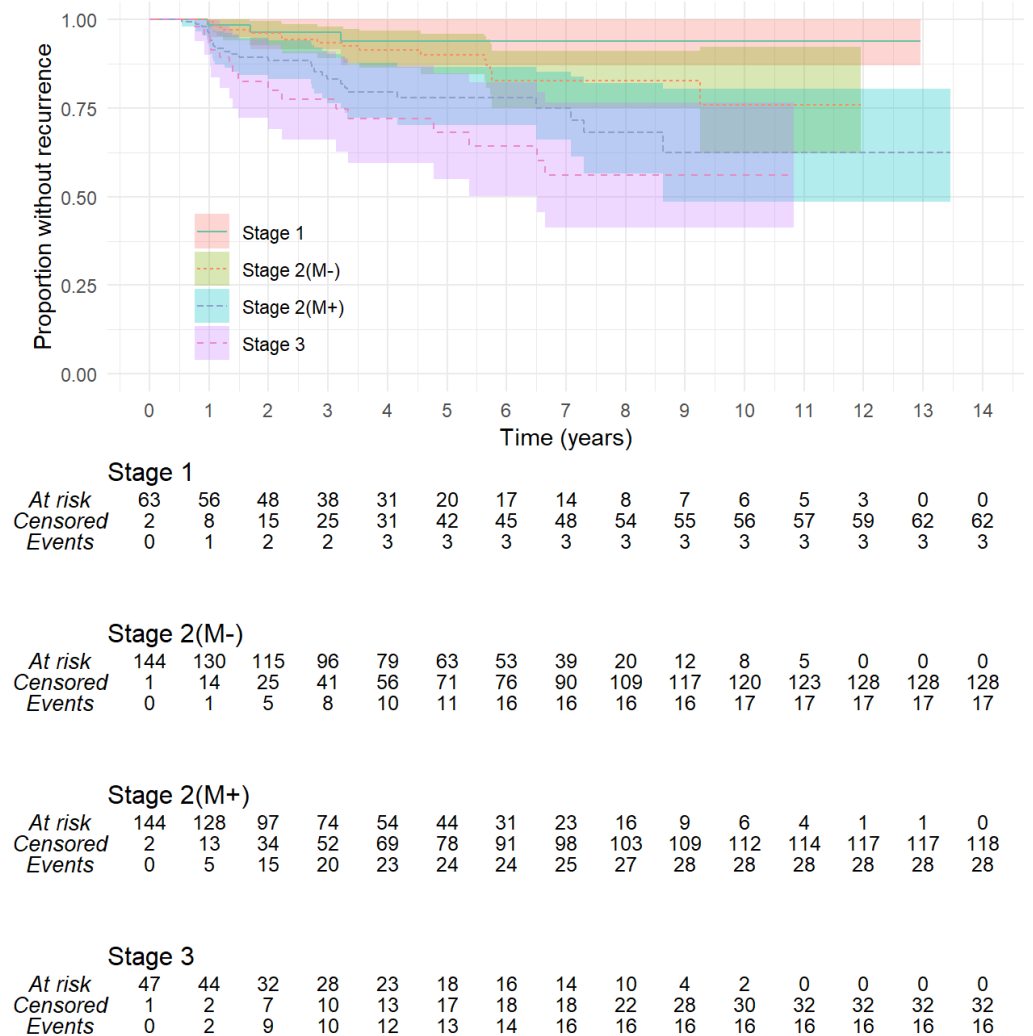 Proportion without recurrence
1.00
0.75
0.50
0.25
0.00
Stage 1
Stage 2(M-)
Stage 2(M+)
Stage 3
0 1 2 3 4 5 6 7 8 9 10 11 12 13 14
Time (years)
Stage 1
At risk 63 56 48 38 31 20 17 14 8 7 6 5 3 0 0
Censored 2 8 15 25 31 42 45 48 54 55 56 57 59 62 62
Events 0 1 2 2 3 3 3 3 3 3 3 3 3 3 3
Stage 2(M-)
At risk 144 130 115 96 79 63 53 39 20 12 8 5 0 0 0
Censored 1 14 25 41 56 71 76 90 109 117 120 123 128 128 128
Events 0 1 5 8 10 11 16 16 16 16 17 17 17 17 17
Stage 2(M+)
At risk 144 128 97 74 54 44 31 23 16 9 6 4 1 1 0
Censored 2 13 34 52 69 78 91 98 103 109 112 114 117 117 118
Events 0 5 15 20 23 24 24 25 27 28 28 28 28 28 28
Stage 3
At risk 47 44 32 28 23 18 16 14 10 4 2 0 0 0 0
Censored 1 2 7 10 13 17 18 18 22 28 30 32 32 32 32
Events 0 2 9 10 12 13 14 16 16 16 16 16 16 16 16